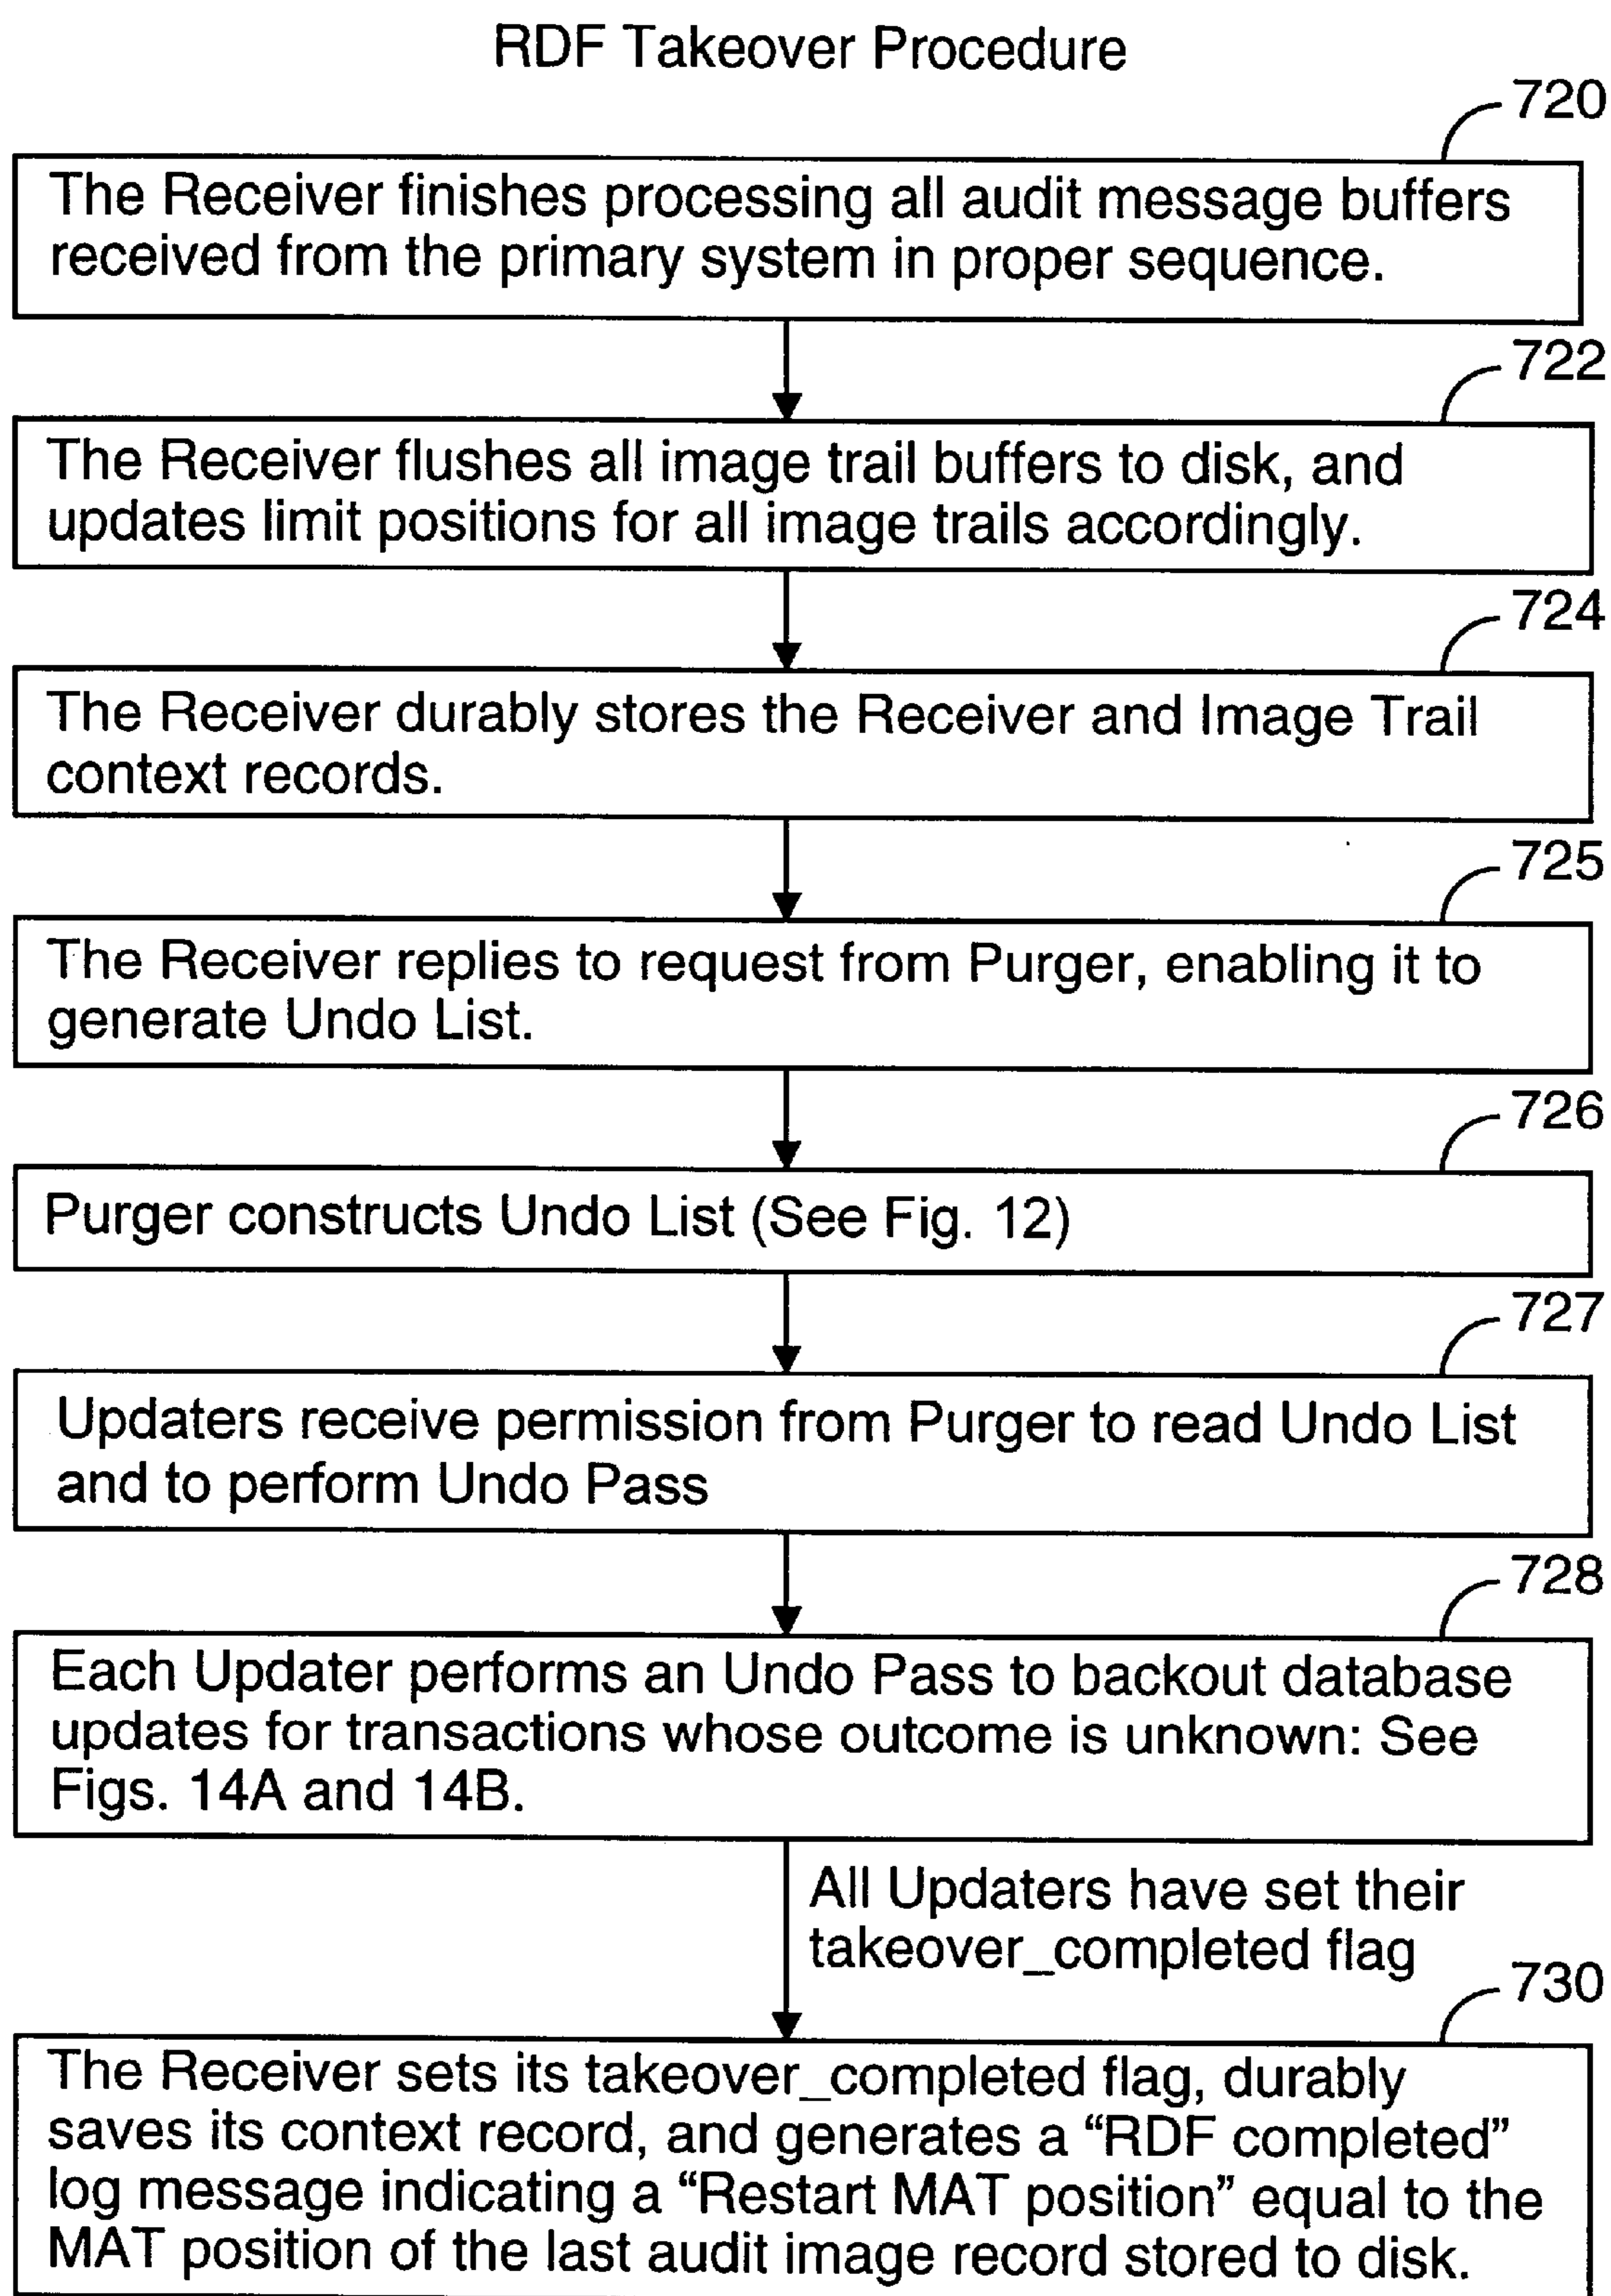 RDF Takeover Procedure
720
The Receiver finishes processing all audit message buffers
received from the primary system in proper sequence.
722
The Receiver flushes all image trail buffers to disk, and
updates limit positions for all image trails accordingly.
724
The Receiver durably stores the Receiver and Image Trail
context records.
725
The Receiver replies to request from Purger, enabling it to
generate Undo List.
726
Purger constructs Undo List (See Fig. 12)
727
Updaters receive permission from Purger to read Undo List
and to perform Undo Pass
728
Each Updater performs an Undo Pass to backout database
updates for transactions whose outcome is unknown: See
Figs. 14A and 14B.
All Updaters have set their
takeover_completed flag
730
The Receiver sets its takeover_completed flag, durably
saves its context record, and generates a “RDF completed”
log message indicating a “Restart MAT position” equal to the
MAT position of the last audit image record stored to disk.